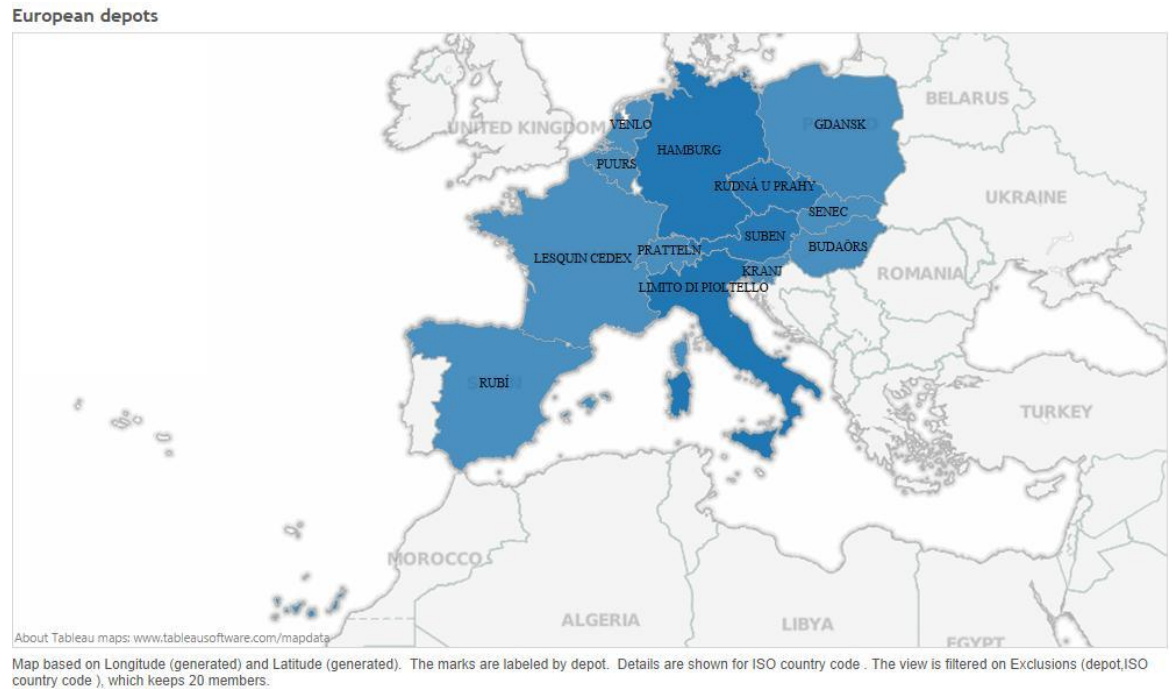 European depots
BELARUS
UNITED KINGDOM
VENLO
GDANSK
HAMBURG
PUURS
RUDNÁ U PRAHY
UKRAINE
SENEC
SUBEN
BUDAÖRS
PRATTELN
LESQUIN CEDEX
KRANJ
ROMANIA
LIMITO DI PIOLTELLO
RUBÍ
TURKEY
MOROCCO
ALGERIA
LIBYA
EGYPT
About Tableau maps: www.tableausoftware.com/mapdata
Map based on Longitude (generated) and Latitude (generated).  The marks are labeled by depot.  Details are shown for ISO country code . The view is filtered on Exclusions (depot,ISO
country code ), which keeps 20 members.